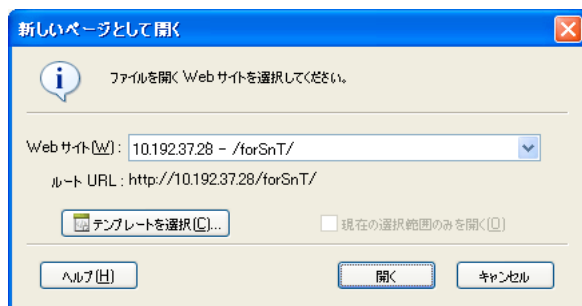 新しいページとして開く
ファイルを開く Web サイトを選択してください。
Web サイト(W) : 10.192.37.28 - /forSnT/
ルート URL : http://10.192.37.28/forSnT/
テンプレートを選択(C)...
現在の選択範囲のみを開く(O)
ヘルプ(H) 開く キャンセル